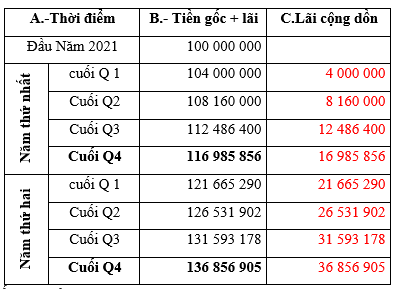 A.-Thời điểm B.- Tiền gốc + lãi C.Lãi cộng dồn
Đầu Năm 2021 100 000 000
Năm thứ nhất
cuối Q 1 104 000 000 4 000 000
cuối Q2 108 160 000 8 160 000
cuối Q3 112 486 400 12 486 400
Cuối Q4 116 985 856 16 985 856
Năm thứ hai
cuối Q 1 121 665 290 21 665 290
Cuối Q2 126 531 902 26 531 902
Cuối Q3 131 593 178 31 593 178
Cuối Q4 136 856 905 36 856 905